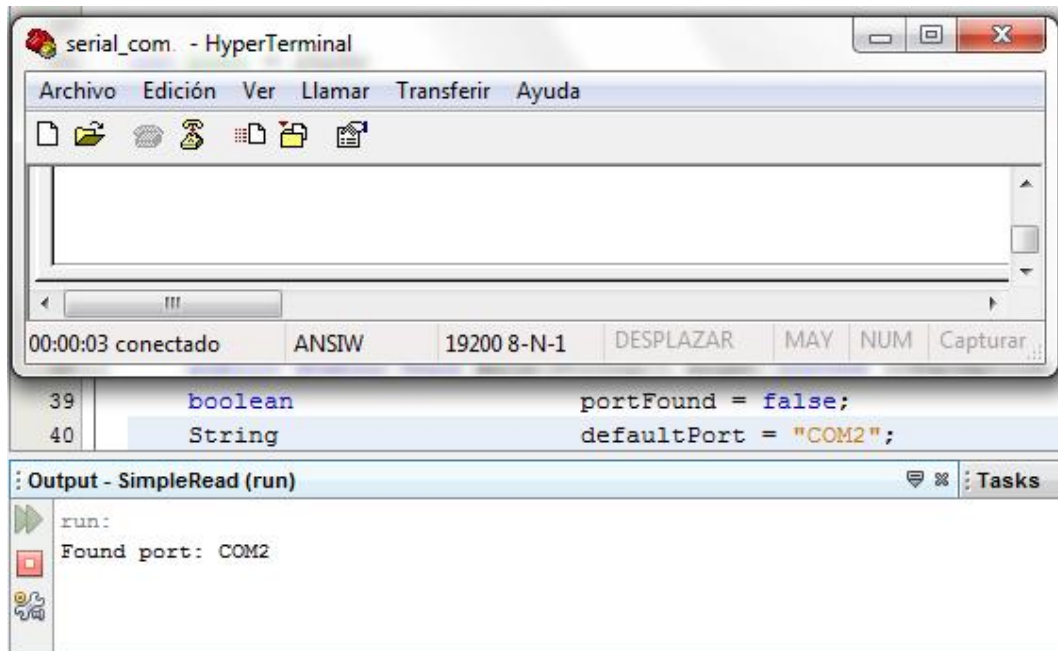 serial_com. - HyperTerminal
Archivo Edición Ver Llamar Transferir Ayuda
00:00:03 conectado ANSIW 19200 8-N-1 DESPLAZAR MAY NUM Capturar
39 boolean portFound = false;
40 String defaultPort = "COM2";
Output - SimpleRead (run) Tasks
run:
Found port: COM2